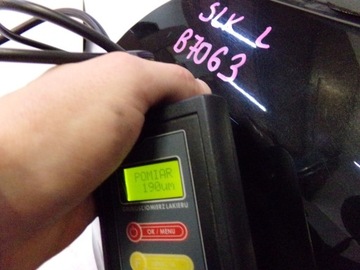 SLK L
B7063
POMIAR
190um
OK / MENU